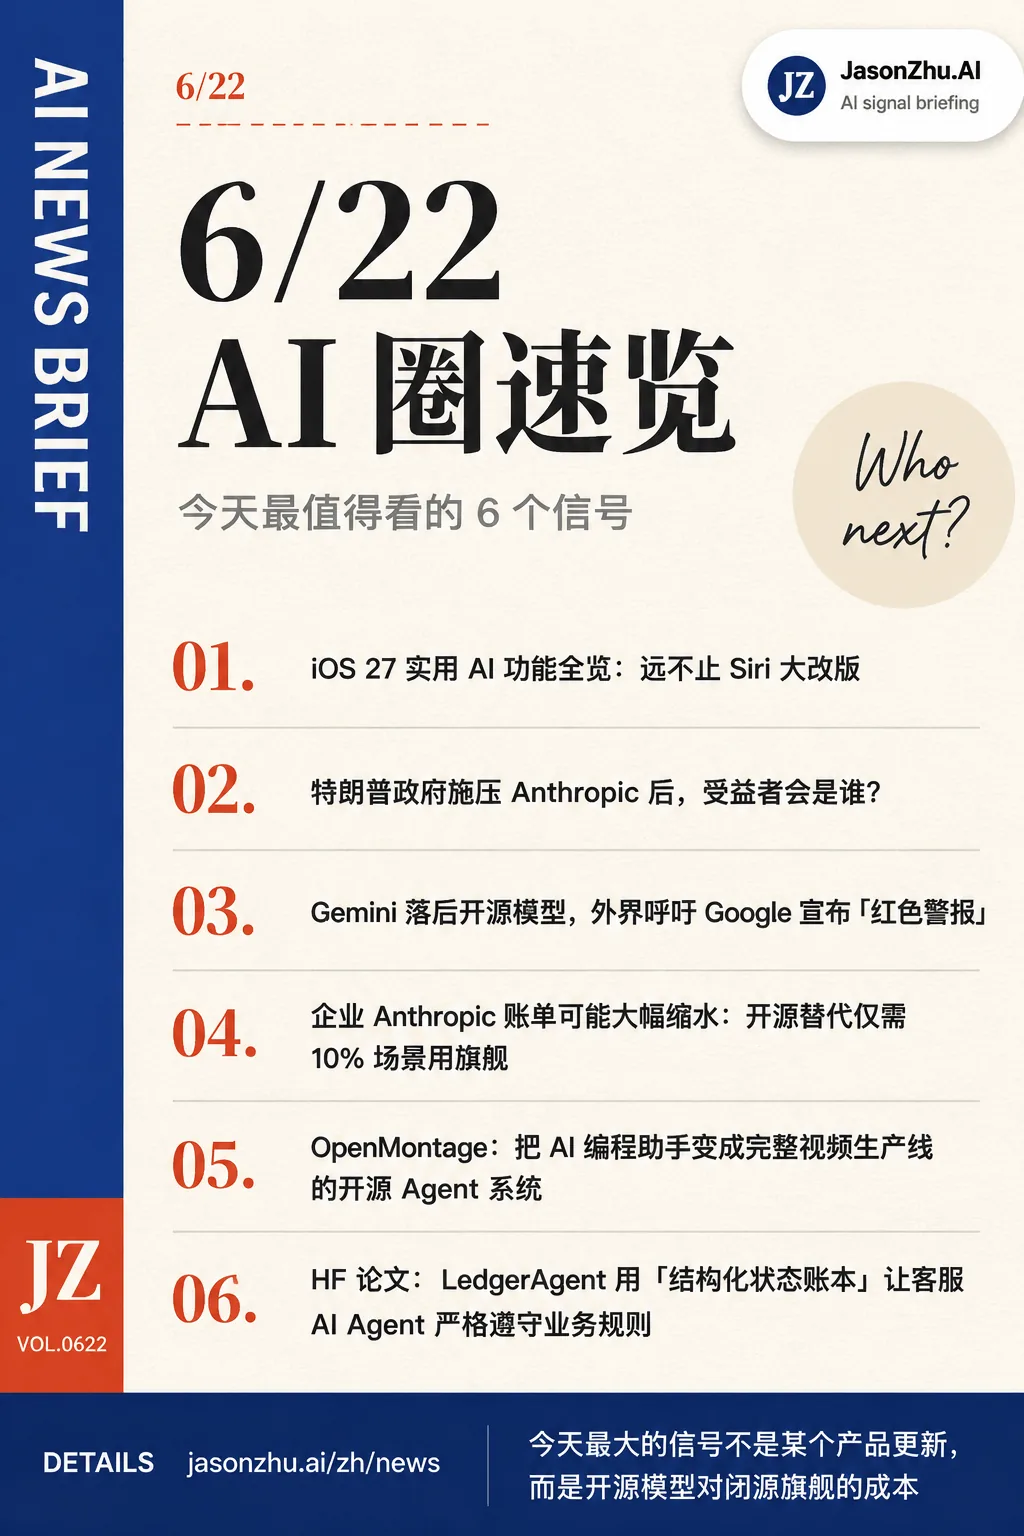 AI NEWS BRIEF
6/22
JZ
JasonZhu.AI
AI signal briefing
6/22
AI 圈速览
今天最值得看的 6 个信号
Who
next?
01.
iOS 27 实用 AI 功能全览：远不止 Siri 大改版
02.
特朗普政府施压 Anthropic 后，受益者会是谁？
03.
Gemini 落后开源模型，外界呼吁 Google 宣布「红色警报」
04.
企业 Anthropic 账单可能大幅缩水：开源替代仅需
10% 场景用旗舰
05.
OpenMontage：把 AI 编程助手变成完整视频生产线
的开源 Agent 系统
06.
HF 论文：LedgerAgent 用「结构化状态账本」让客服
AI Agent 严格遵守业务规则
JZ
VOL.0622
DETAILS jasonzhu.ai/zh/news
今天最大的信号不是某个产品更新，
而是开源模型对闭源旗舰的成本